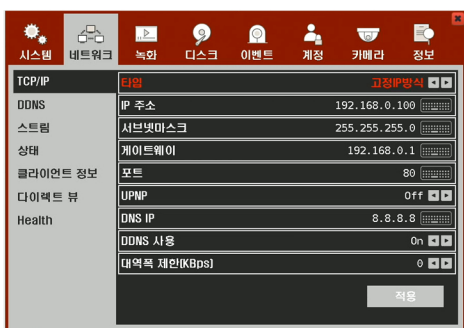 시스템 네트워크 녹화 디스크 이벤트 계정 카메라 정보
TCP/IP
DDNS
스트림
상태
클라이언트 정보
다이렉트 뷰
Health
타입 고정IP방식
IP 주소 192.168.0.100
서브넷마스크 255.255.255.0
게이트웨이 192.168.0.1
포트 80
UPNP Off
DNS IP 8.8.8.8
DDNS 사용 On
대역폭 제한(KBps) 0
적용